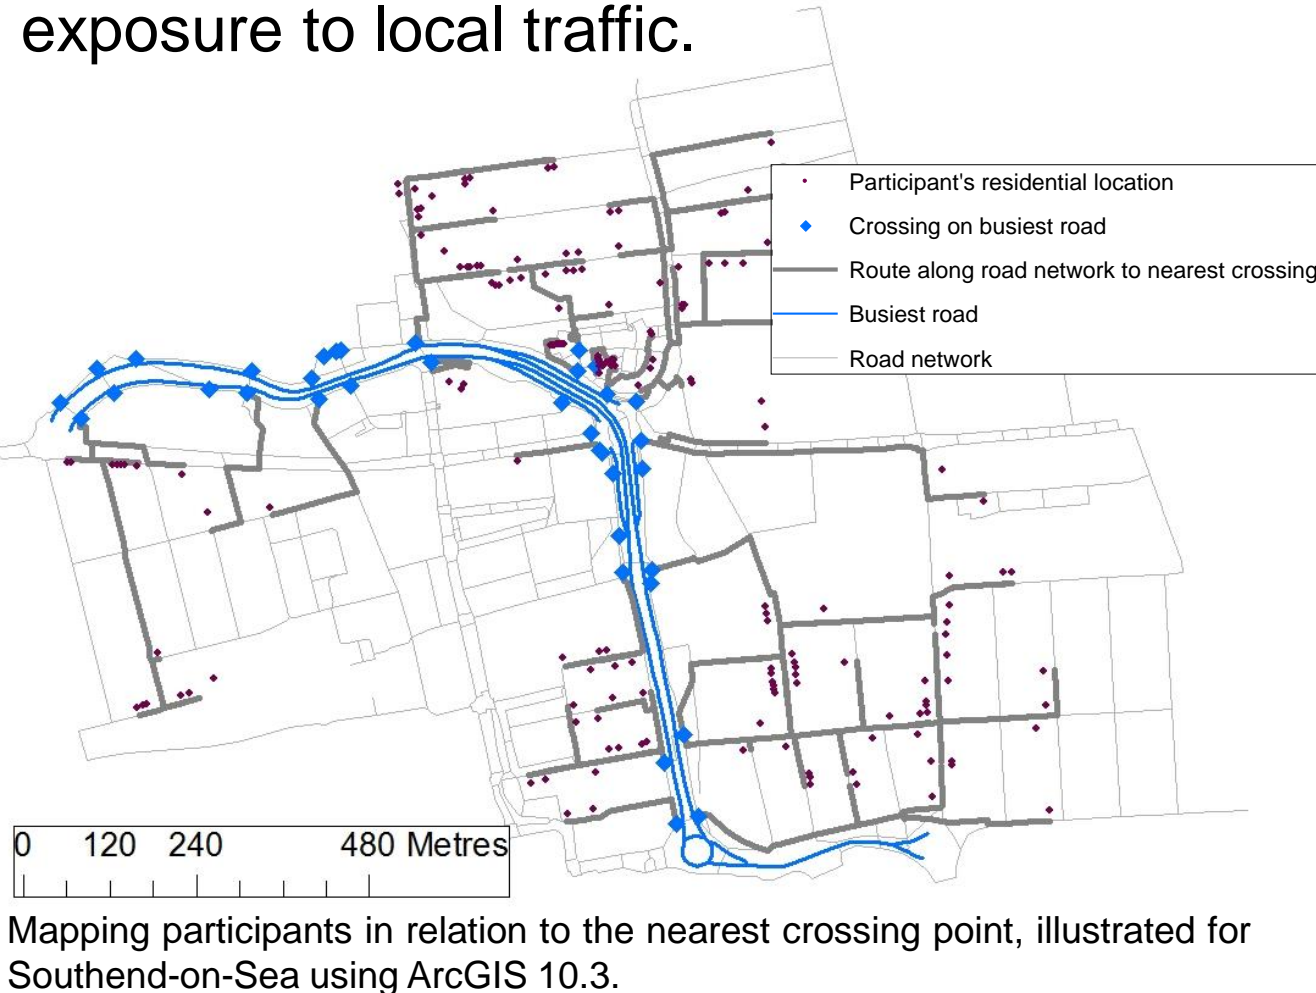 exposure to local traffic.
Participant's residential location
Crossing on busiest road
Route along road network to nearest crossing
Busiest road
Road network
0 120 240 480 Metres
Mapping participants in relation to the nearest crossing point, illustrated for
Southend-on-Sea using ArcGIS 10.3.